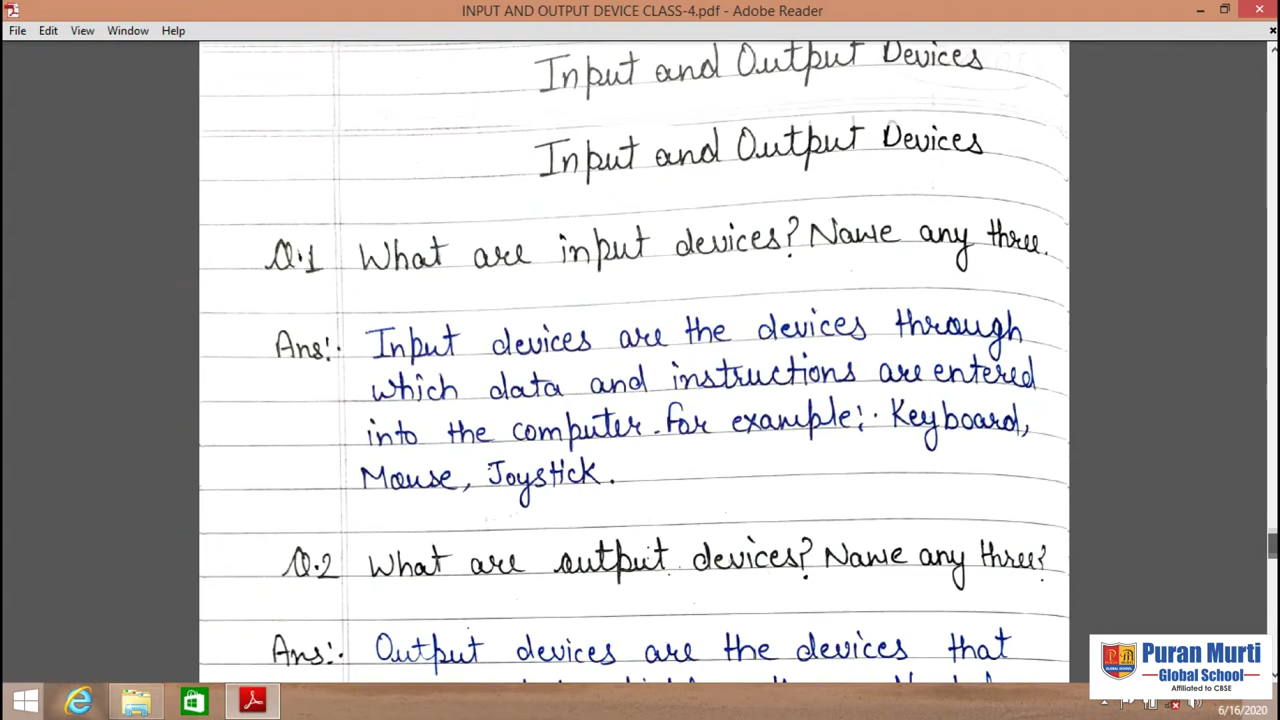 INPUT AND OUTPUT DEVICE CLASS-4.pdf - Adobe Reader
File Edit View Window Help
Input and Output Devices
Input and Output Devices
Q.1 What are input devices? Name any three.
Ans:. Input devices are the devices through
which data and instructions are entered
into the computer. For example:. Keyboard,
Mouse, Joystick.
Q.2 What are output devices? Name any three?
Ans:. Output devices are the devices that
Puran Murti
Global School
Affiliated to CBSE
6/16/2020